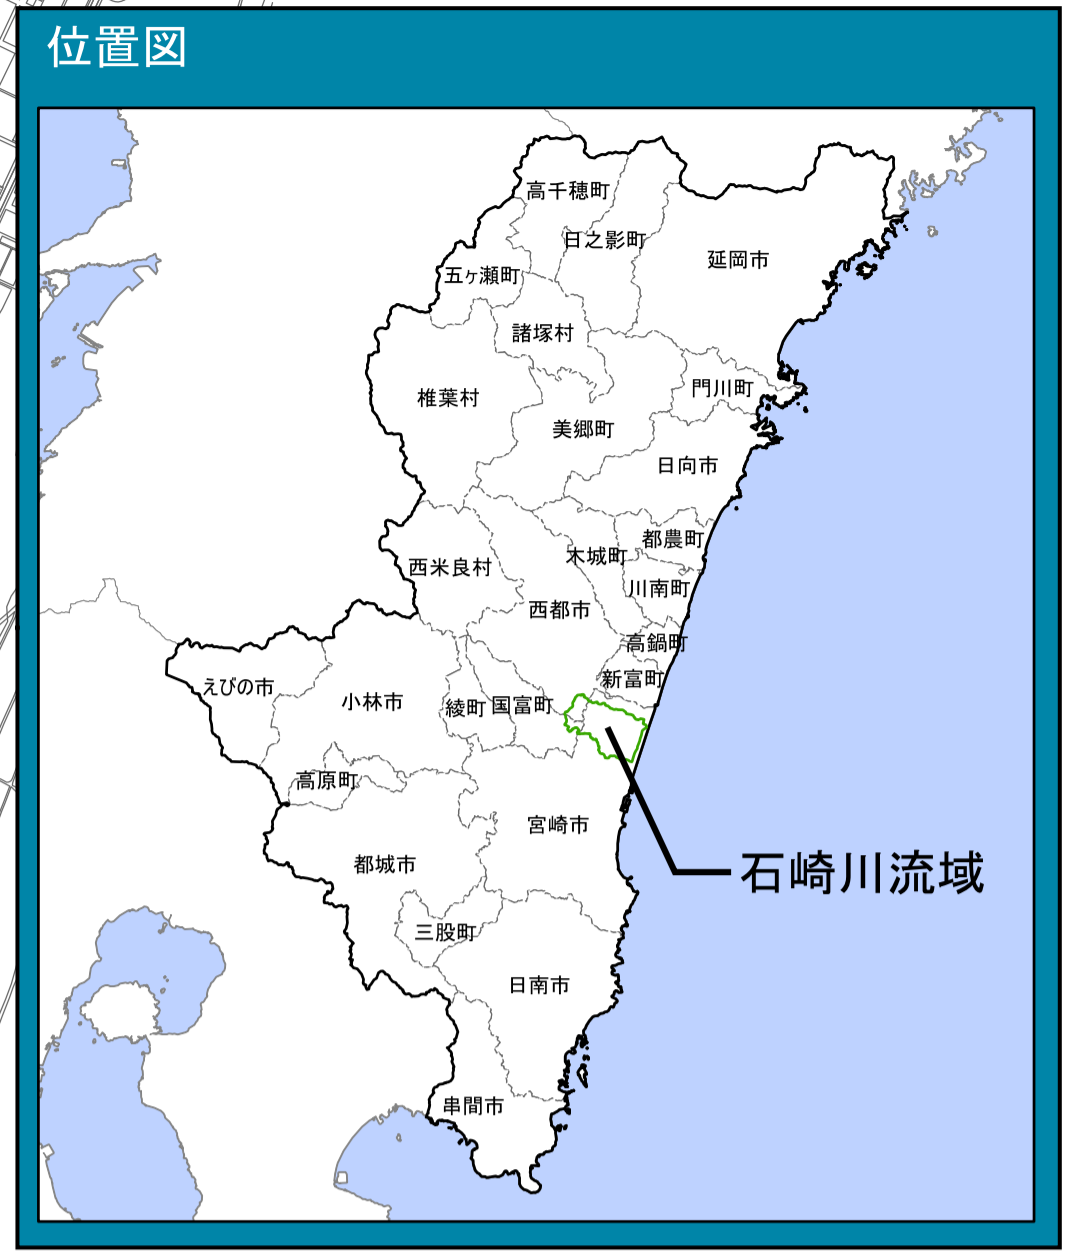 位置図
高千穂町
日之影町
延岡市
五ヶ瀬町
諸塚村
門川町
椎葉村
美郷町
日向市
都農町
木城町
西米良村
川南町
西都市
高鍋町
新富町
えびの市
小林市
綾町
国富町
高原町
宮崎市
都城市
石崎川流域
三股町
日南市
串間市